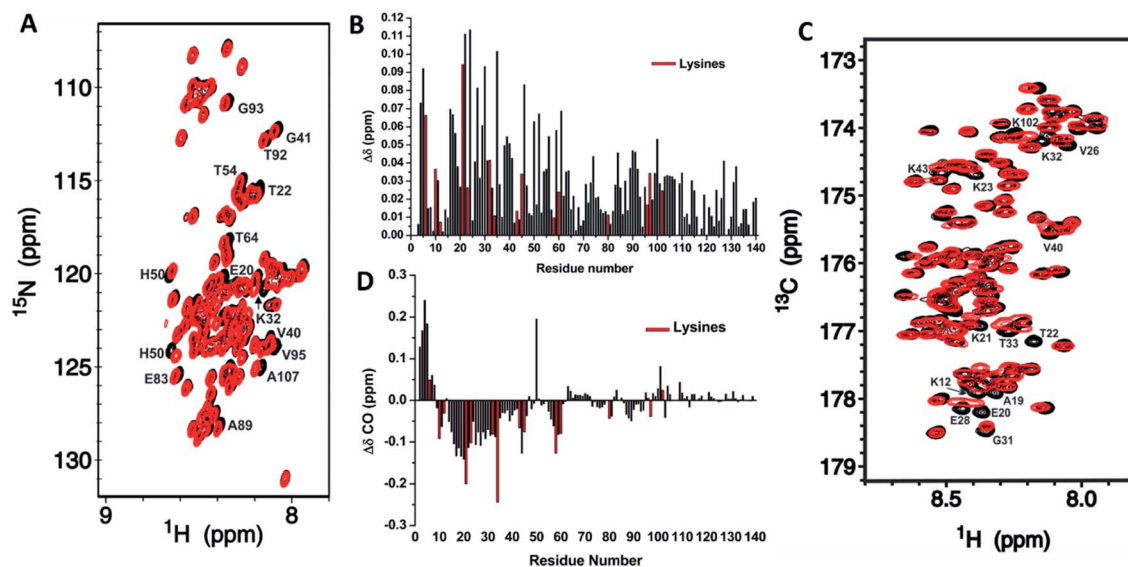 A
110
115
120
125
130
15N (ppm)
9
8
1H (ppm)
G93
G41
T92
T54
T22
T64
H50
E20
K32
V40
H50
V95
E83
A107
A89
B
0.12
0.11
0.10
0.09
0.08
0.07
0.06
0.05
0.04
0.03
0.02
0.01
0.00
Δδ (ppm)
Lysines
0 10 20 30 40 50 60 70 80 90 100 110 120 130 140
Residue number
D
0.3
0.2
0.1
0.0
-0.1
-0.2
-0.3
Δδ CO (ppm)
Lysines
0 10 20 30 40 50 60 70 80 90 100 110 120 130 140
Residue Number
C
173
174
175
176
177
178
179
13C (ppm)
8.5
8.0
1H (ppm)
K102
K32
V26
K43
K23
V40
K21
T33
T22
K12
A19
E28
E20
G31